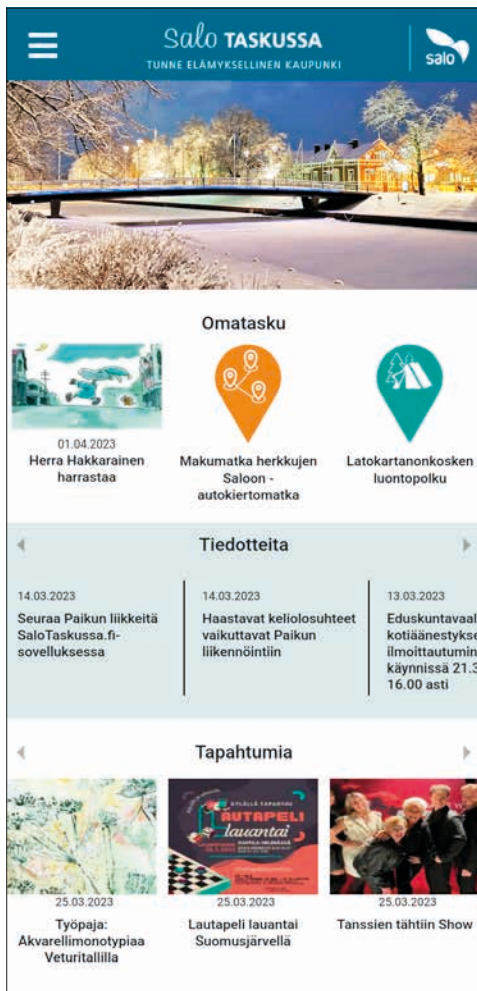 Salo TASKUSSA
TUNNE ELÄMYKSELLINEN KAUPUNKI
salo
Omatasku
01.04.2023
Herra Hakkarainen
harrastaa
Makumatka herkkujen
Saloon -
autokiertomatka
Latokartanonkosken
luontopolku
Tiedotteita
14.03.2023
Seuraa Paikun liikkeitä
SaloTaskussa.fi-
sovelluksessa
14.03.2023
Haastavat keliolosuhteet
vaikuttavat Paikun
liikennöintiin
13.03.2023
Eduskuntavaal
kotiäänestykse
ilmoittautumin
käynnissä 21.3
16.00 asti
Tapahtumia
KYLÄLLÄ TAPAHTUU
LAUTAPELI
lauantai
25.03.2023
Työpaja:
Akvarellimonotypiaa
Veturitallilla
25.03.2023
Lautapeli lauantai
Suomusjärvellä
25.03.2023
Tanssien tähtiin Show